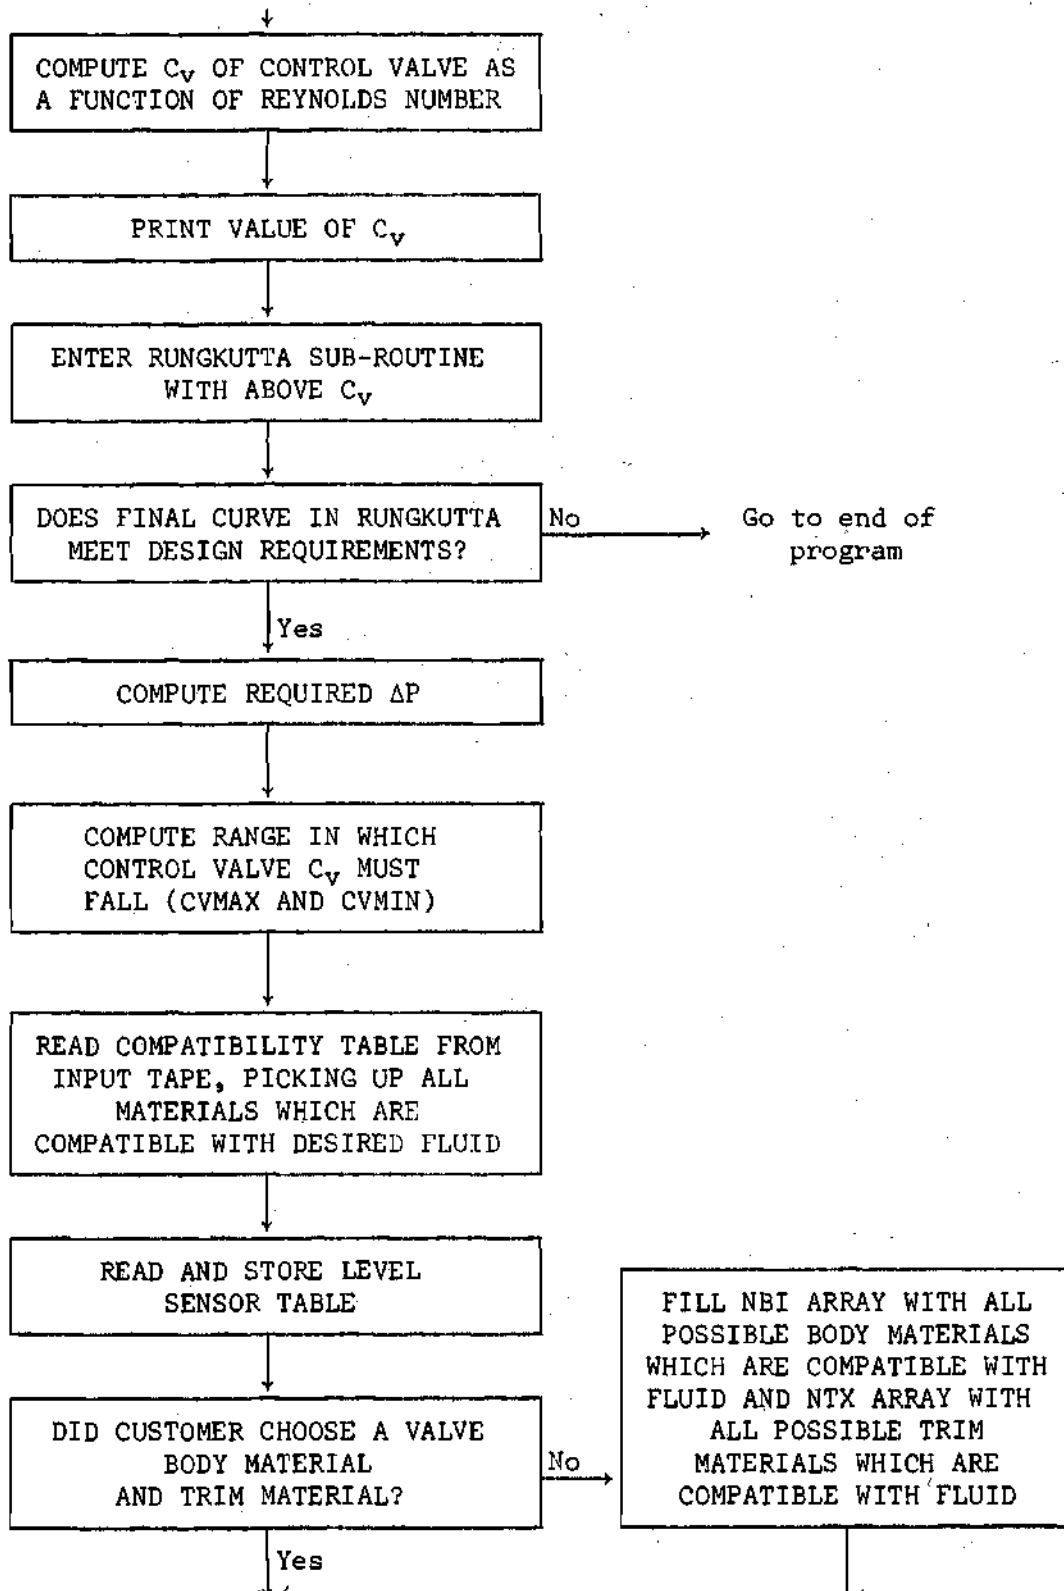 COMPUTE Cv OF CONTROL VALVE AS
A FUNCTION OF REYNOLDS NUMBER
PRINT VALUE OF Cv
ENTER RUNGKUTTA SUB-ROUTINE
WITH ABOVE Cv
DOES FINAL CURVE IN RUNGKUTTA
MEET DESIGN REQUIREMENTS?
No
Go to end of
program
Yes
COMPUTE REQUIRED ΔP
COMPUTE RANGE IN WHICH
CONTROL VALVE Cv MUST
FALL (CVMAX AND CVMIN)
READ COMPATIBILITY TABLE FROM
INPUT TAPE, PICKING UP ALL
MATERIALS WHICH ARE
COMPATIBLE WITH DESIRED FLUID
READ AND STORE LEVEL
SENSOR TABLE
DID CUSTOMER CHOOSE A VALVE
BODY MATERIAL
AND TRIM MATERIAL?
No
FILL NBI ARRAY WITH ALL
POSSIBLE BODY MATERIALS
WHICH ARE COMPATIBLE WITH
FLUID AND NTX ARRAY WITH
ALL POSSIBLE TRIM
MATERIALS WHICH ARE
COMPATIBLE WITH FLUID
Yes